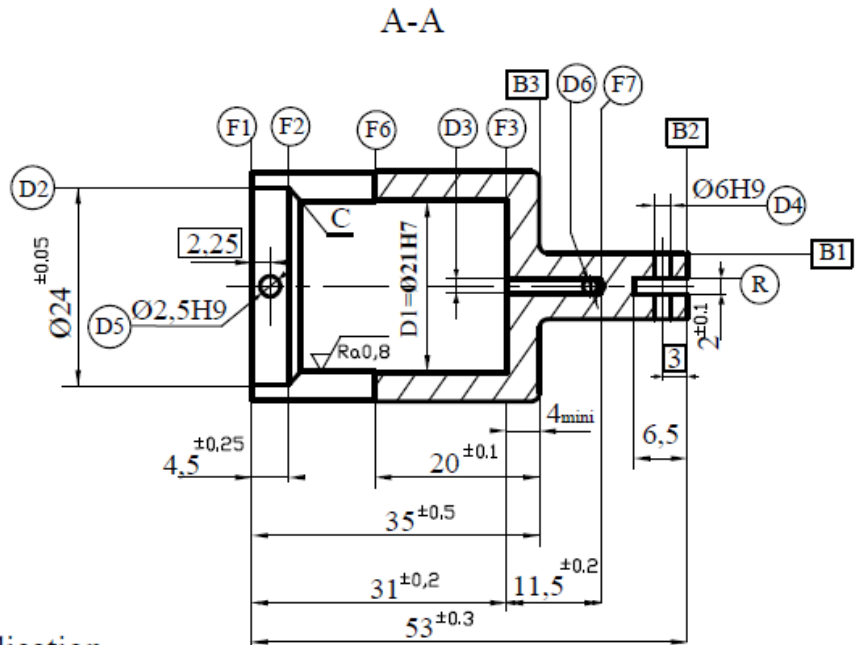 A-A
B3 D6 F7
F1 F2 F6 D3 F3 B2
D2 Ø6H9 D4
C
2,25 B1
±0.05
Ø24
D1=Ø21H7
R
D5 Ø2,5H9
2±0.1
Ra0,8
3
4mini
4,5±0.25 20±0.1 6,5
35±0.5
31±0,2 11,5±0.2
53±0.3